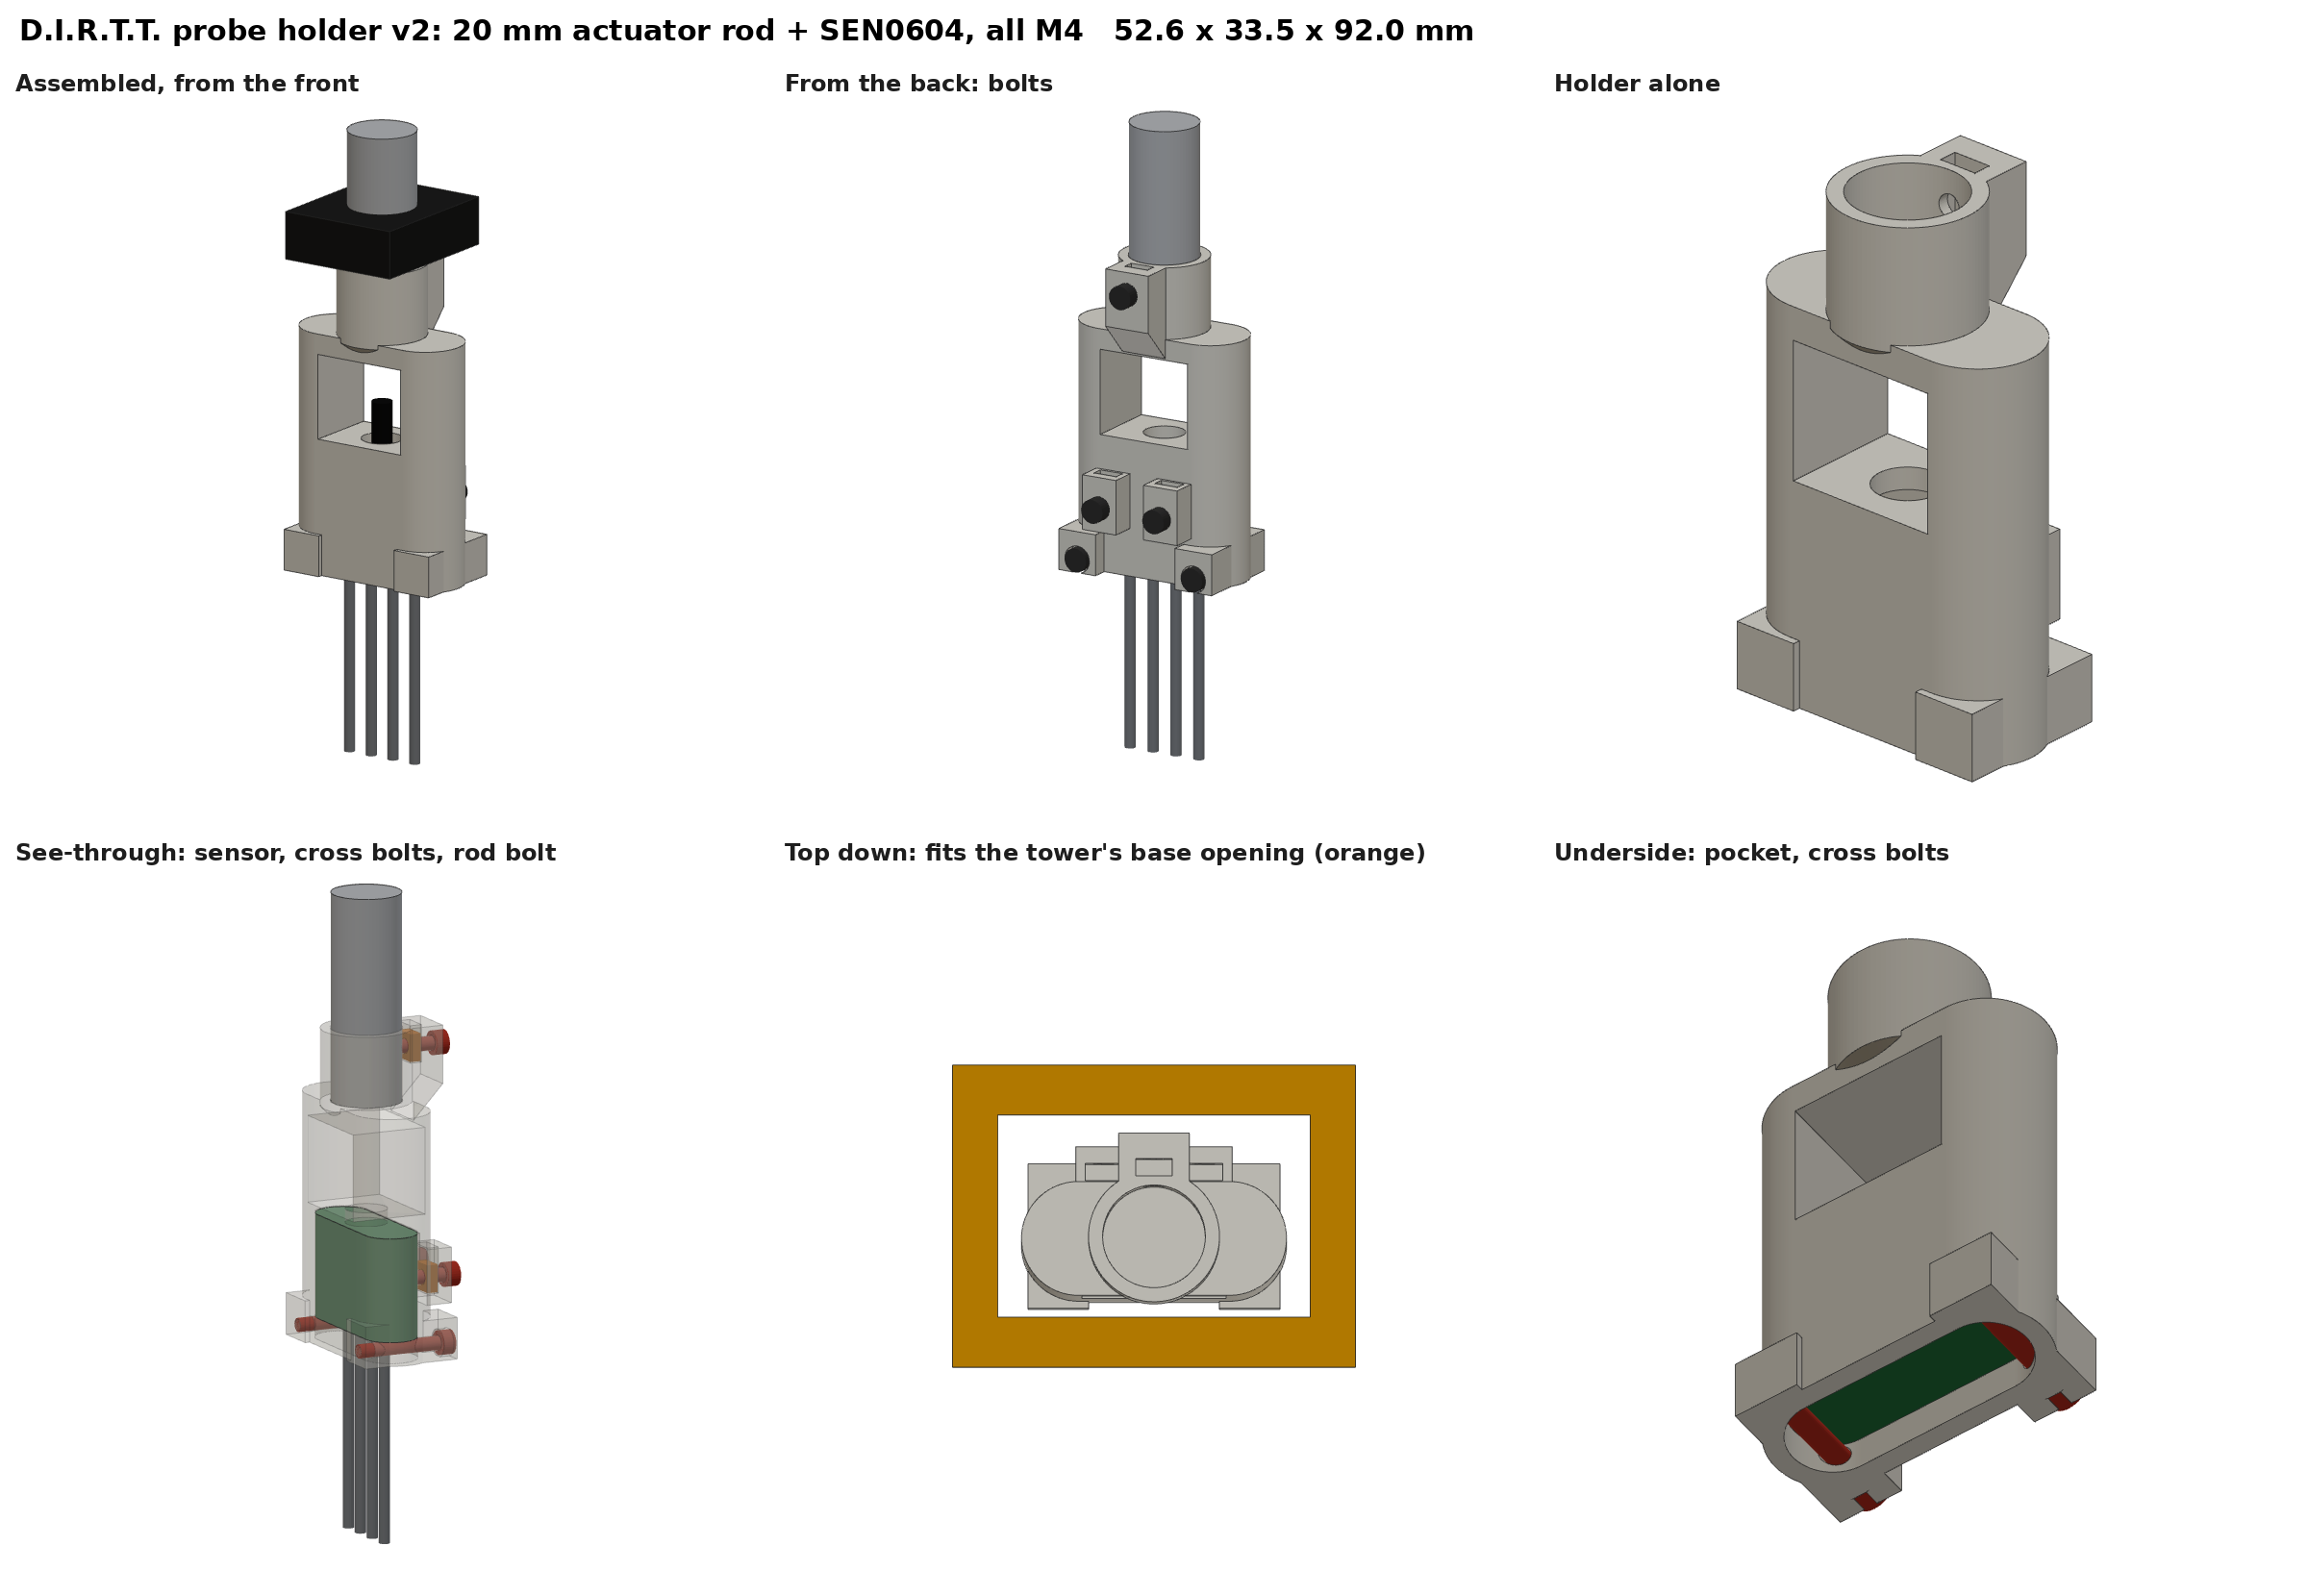 D.I.R.T.T. probe holder v2: 20 mm actuator rod + SEN0604, all M4   52.6 x 33.5 x 92.0 mm
Assembled, from the front
From the back: bolts
Holder alone
See-through: sensor, cross bolts, rod bolt
Top down: fits the tower's base opening (orange)
Underside: pocket, cross bolts